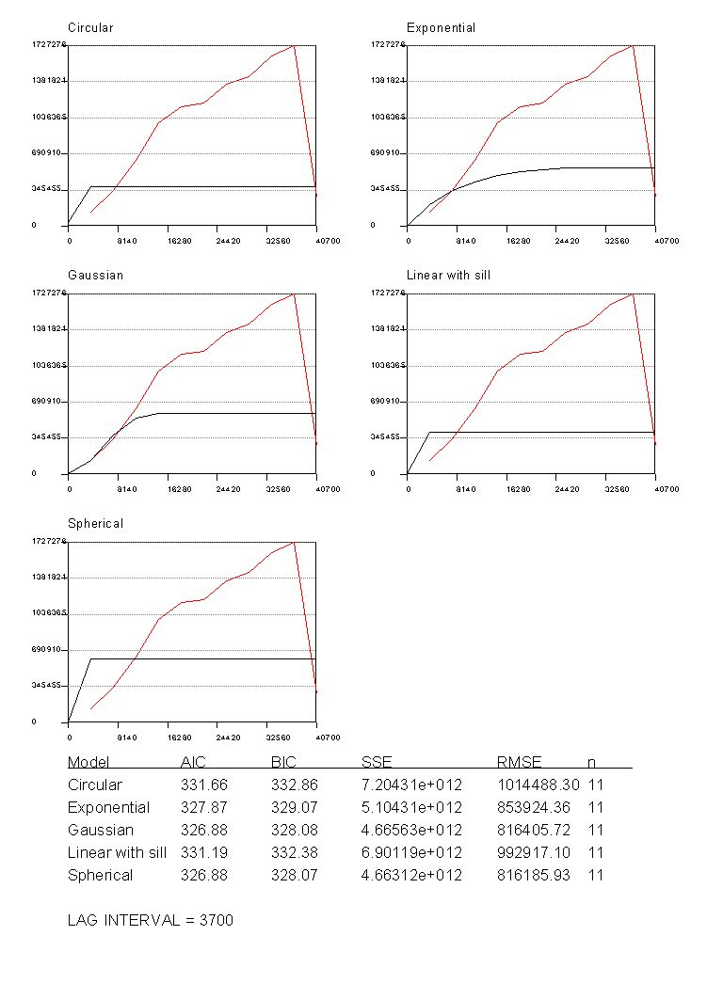 Circular
Exponential
1727276
1381821
1036365
690910
345455
0
0 8140 16280 24420 32560 40700
1727276
1381821
1036365
690910
345455
0
0 8140 16280 24420 32560 40700
Gaussian
Linear with sill
1727276
1381821
1036365
690910
345455
0
0 8140 16280 24420 32560 40700
1727276
1381821
1036365
690910
345455
0
0 8140 16280 24420 32560 40700
Spherical
1727276
1381821
1036365
690910
345455
0
0 8140 16280 24420 32560 40700
Model AIC BIC SSE RMSE n
Circular 331.66 332.86 7.20431e+012 1014488.30 11
Exponential 327.87 329.07 5.10431e+012 853924.36 11
Gaussian 326.88 328.08 4.66563e+012 816405.72 11
Linear with sill 331.19 332.38 6.90119e+012 992917.10 11
Spherical 326.88 328.07 4.66312e+012 816185.93 11
LAG INTERVAL = 3700